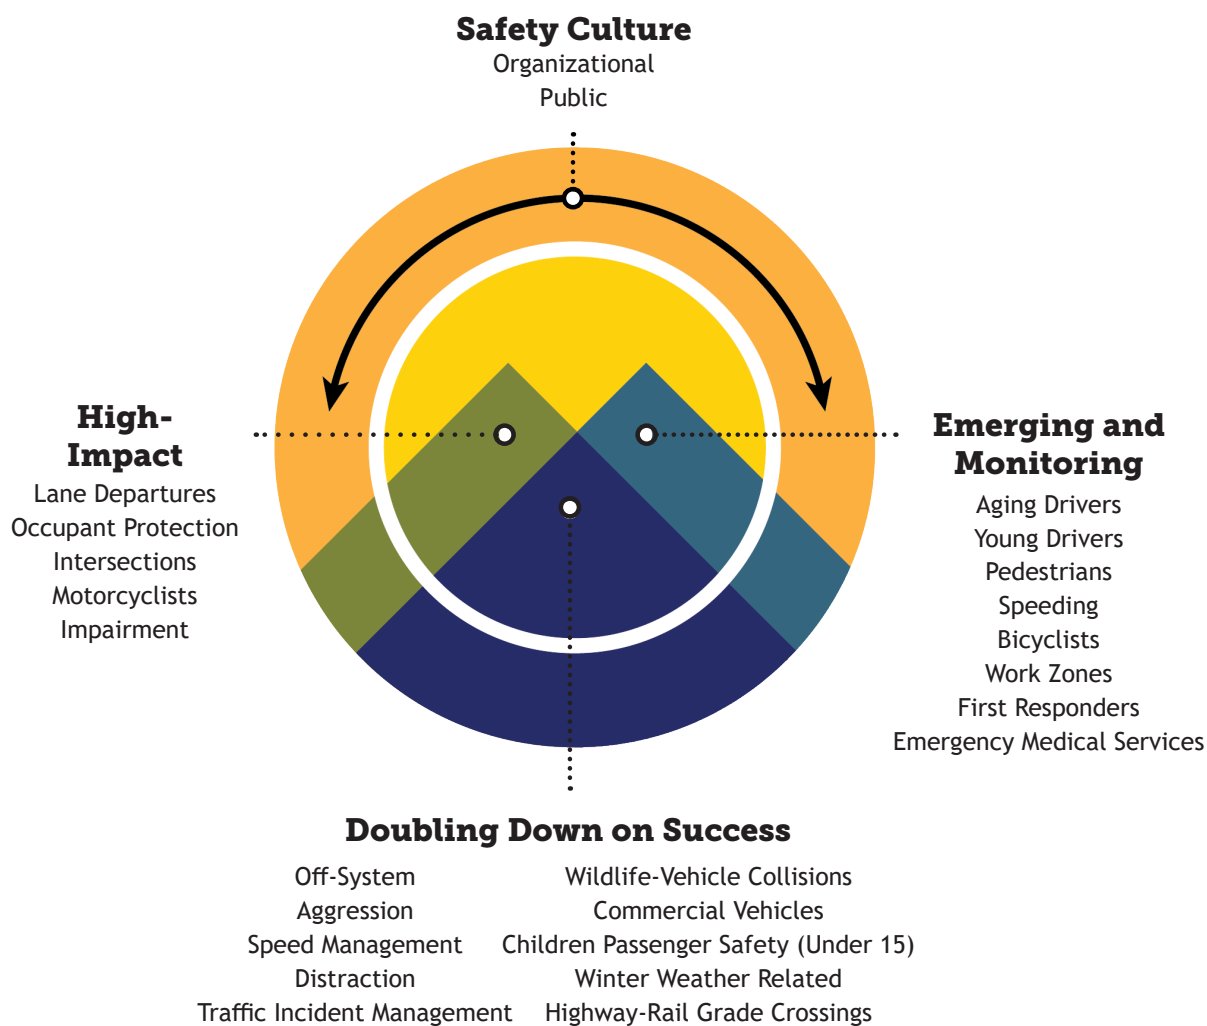 Safety Culture
Organizational
Public
High-
Impact
Lane Departures
Occupant Protection
Intersections
Motorcyclists
Impairment
Emerging and
Monitoring
Aging Drivers
Young Drivers
Pedestrians
Speeding
Bicyclists
Work Zones
First Responders
Emergency Medical Services
Doubling Down on Success
Off-System
Aggression
Speed Management
Distraction
Traffic Incident Management
Wildlife-Vehicle Collisions
Commercial Vehicles
Children Passenger Safety (Under 15)
Winter Weather Related
Highway-Rail Grade Crossings